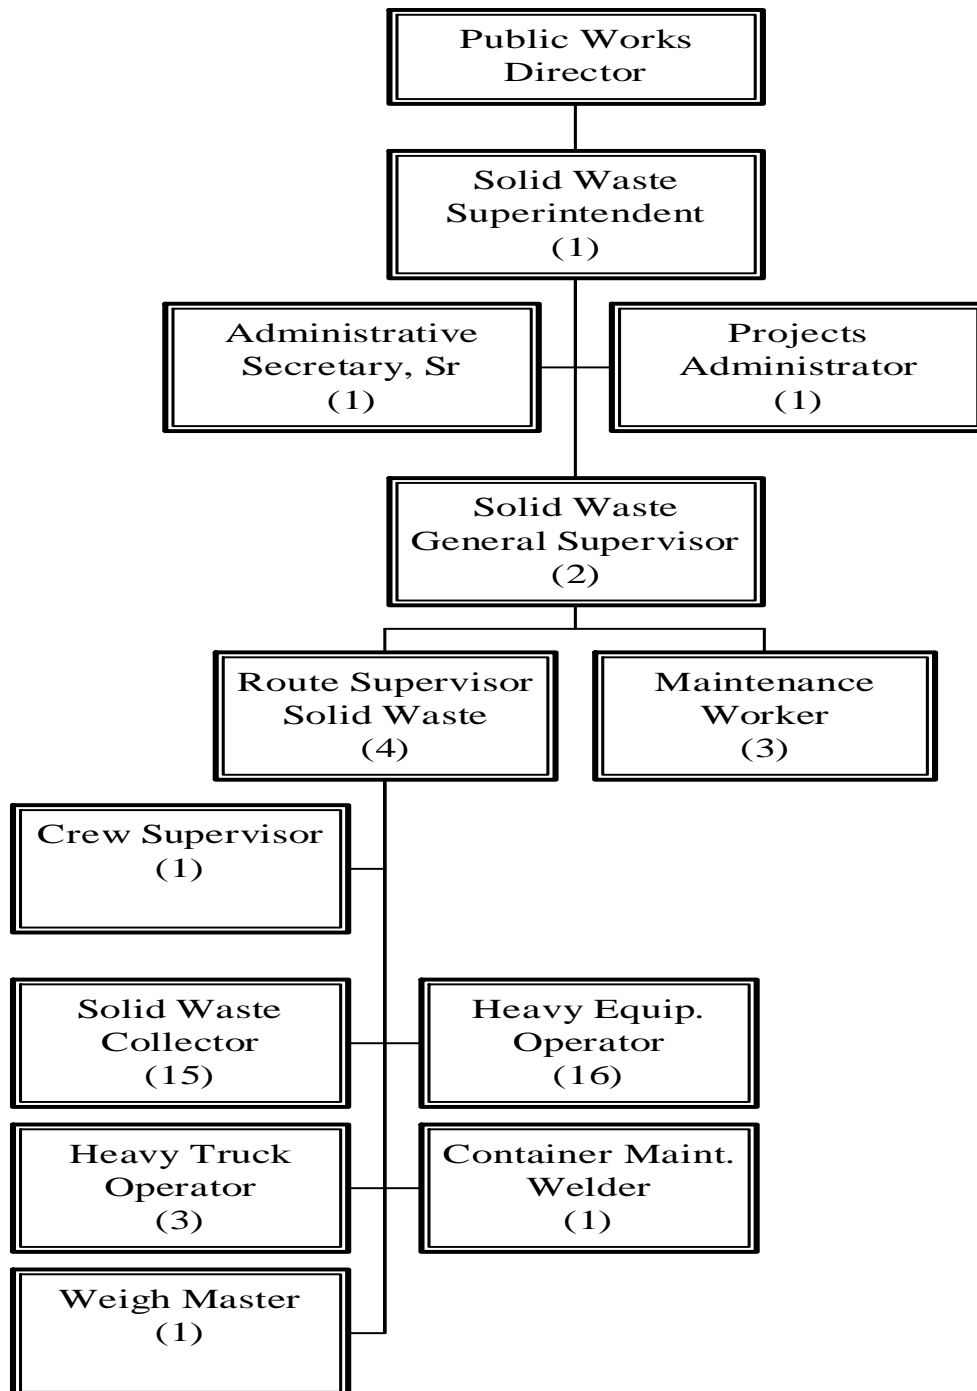 Public Works
Director
Solid Waste
Superintendent
(1)
Administrative
Secretary, Sr
(1)
Projects
Administrator
(1)
Solid Waste
General Supervisor
(2)
Route Supervisor
Solid Waste
(4)
Maintenance
Worker
(3)
Crew Supervisor
(1)
Solid Waste
Collector
(15)
Heavy Equip.
Operator
(16)
Heavy Truck
Operator
(3)
Container Maint.
Welder
(1)
Weigh Master
(1)